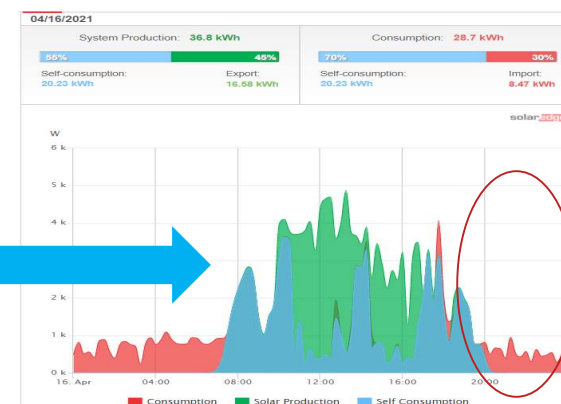 04/16/2021
System Production: 36.8 kWh
Consumption: 28.7 kWh
55% 45%
70% 30%
Self-consumption: Export:
20.23 kWh 16.58 kWh
Self-consumption: Import:
20.23 kWh 8.47 kWh
solaredge
W
6 k
5 k
4 k
2 k
1 k
0 k
16. Apr 04:00 08:00 12:00 16:00 20:00
Consumption Solar Production Self Consumption